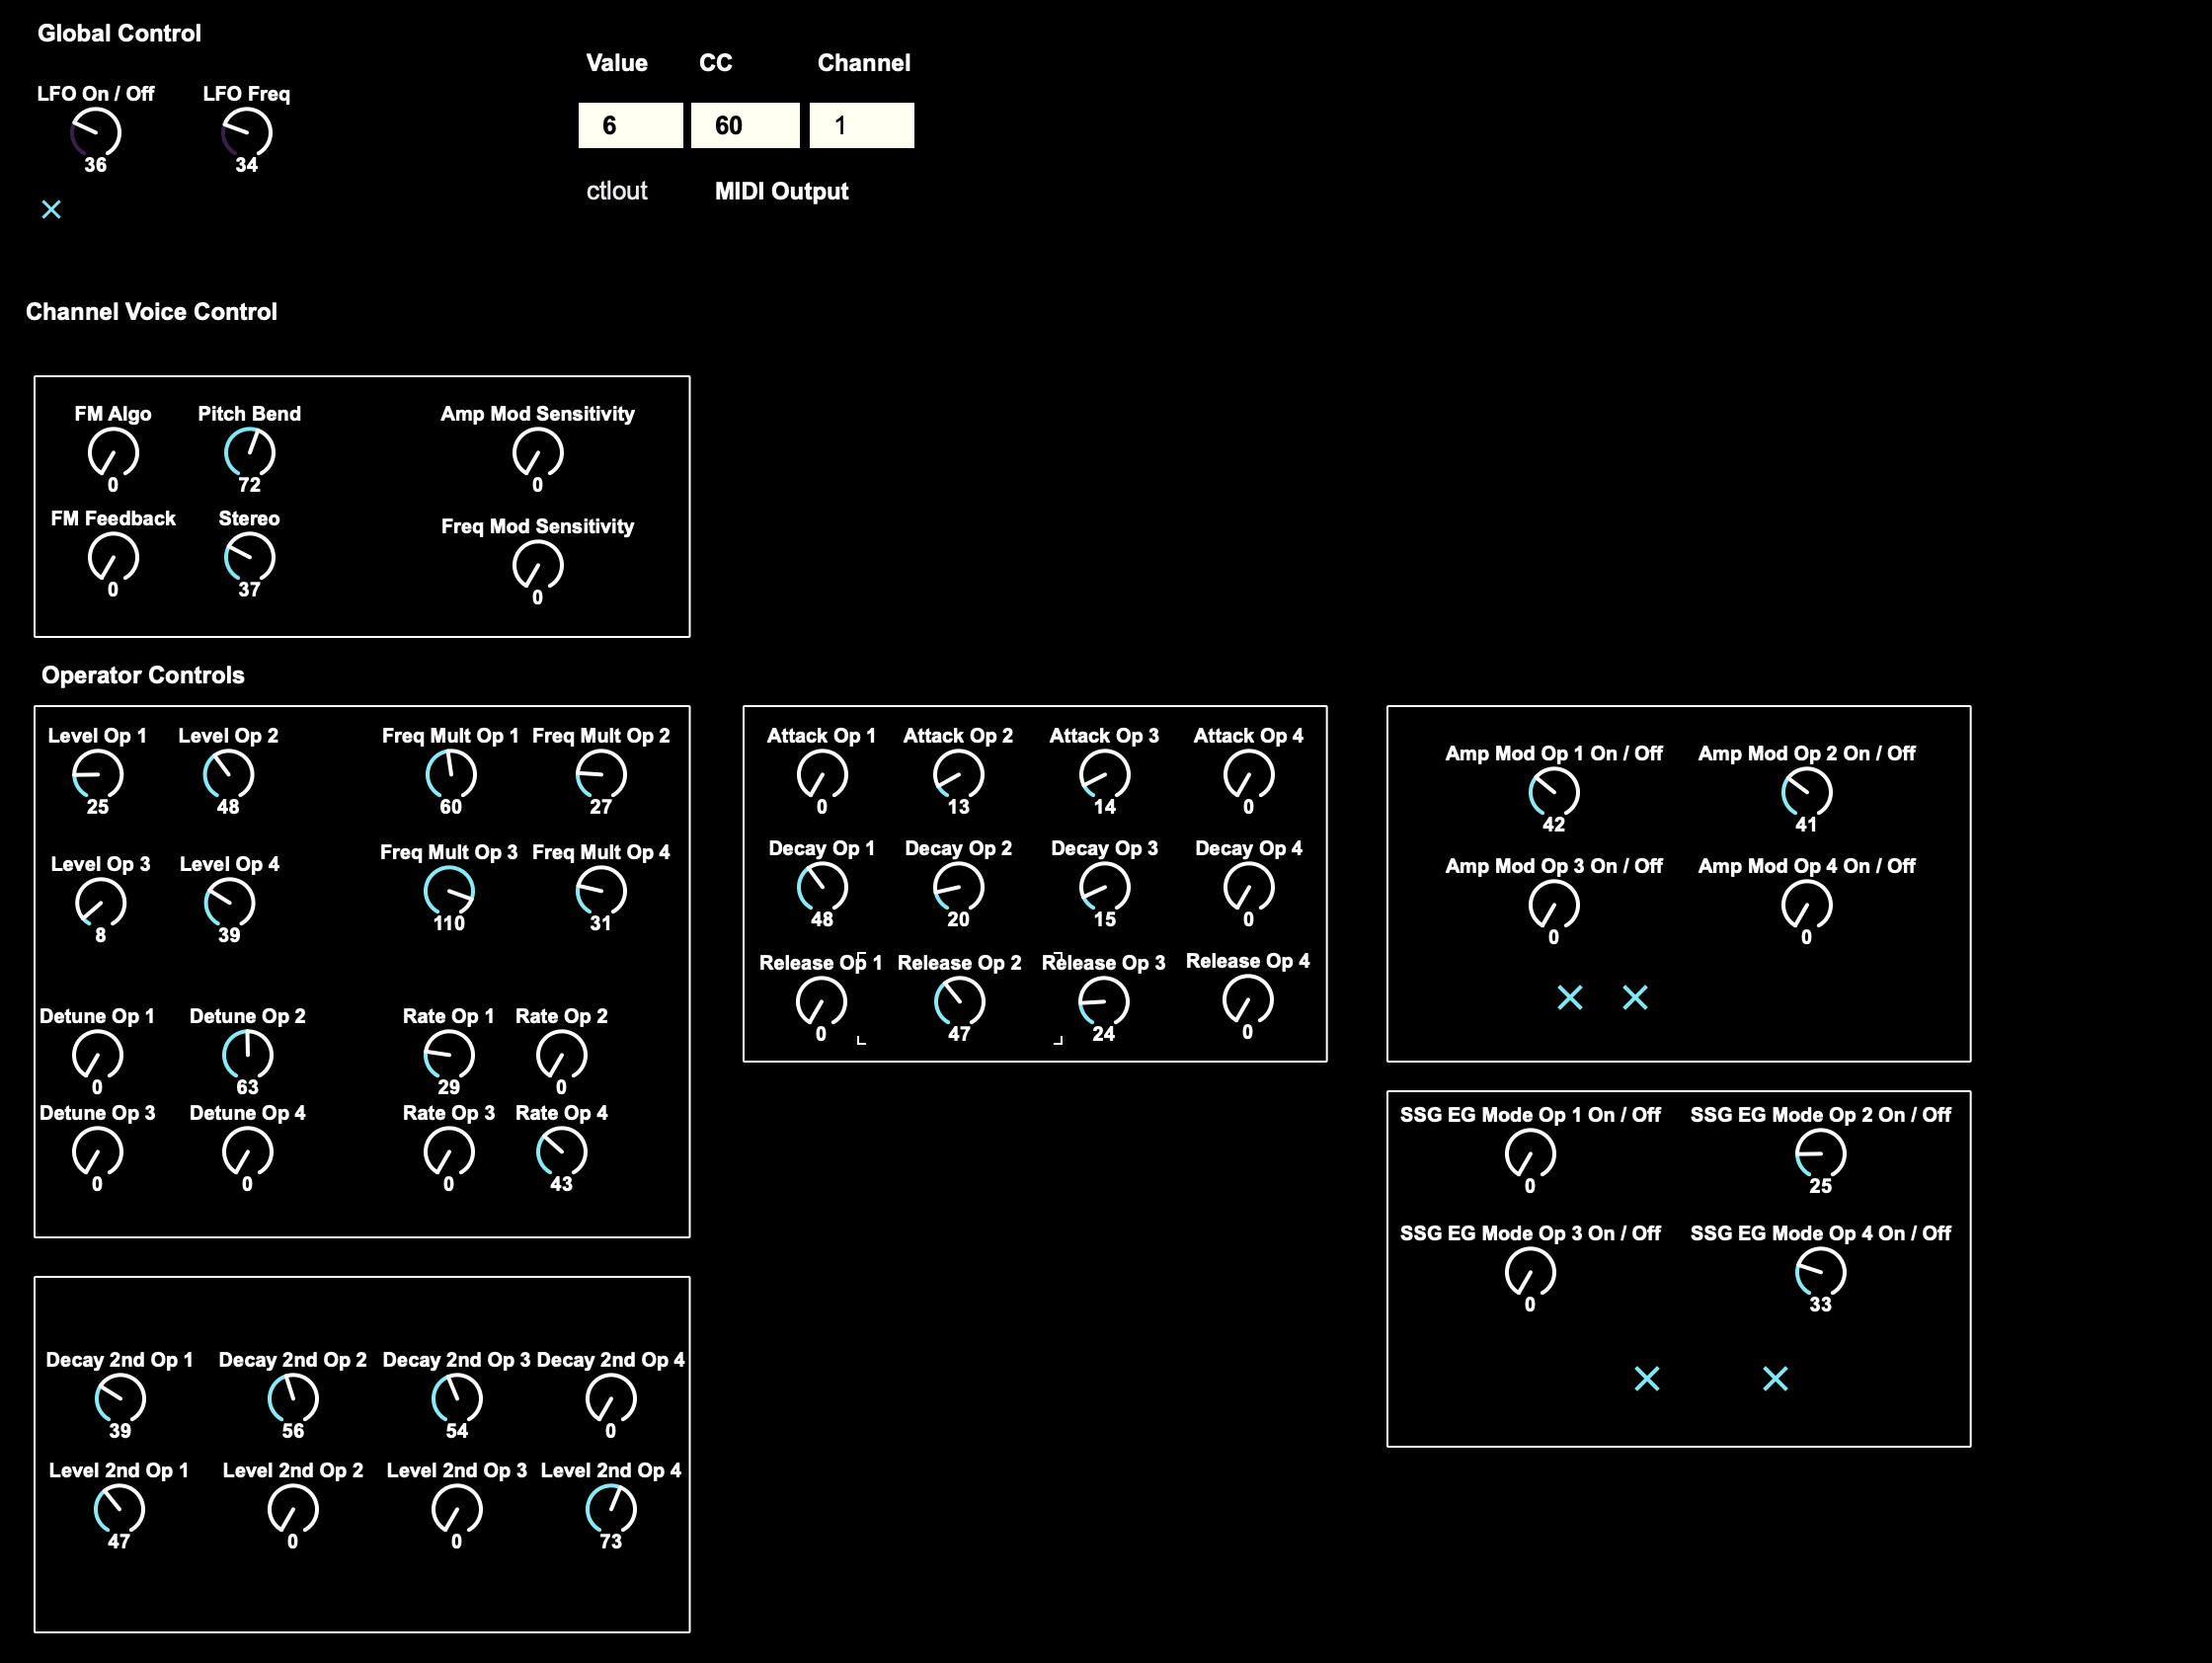 Global Control
Value CC Channel
LFO On / Off LFO Freq
6 60 1
36 34
ctlout MIDI Output
Channel Voice Control
FM Algo Pitch Bend Amp Mod Sensitivity
0 72 0
FM Feedback Stereo Freq Mod Sensitivity
0 37 0
Operator Controls
Level Op 1 Level Op 2 Freq Mult Op 1 Freq Mult Op 2
25 48 60 27
Level Op 3 Level Op 4 Freq Mult Op 3 Freq Mult Op 4
8 39 110 31
Detune Op 1 Detune Op 2 Rate Op 1 Rate Op 2
0 63 29 0
Detune Op 3 Detune Op 4 Rate Op 3 Rate Op 4
0 0 0 43
Attack Op 1 Attack Op 2 Attack Op 3 Attack Op 4
0 13 14 0
Decay Op 1 Decay Op 2 Decay Op 3 Decay Op 4
48 20 15 0
Release Op 1 Release Op 2 Release Op 3 Release Op 4
0 47 24 0
Amp Mod Op 1 On / Off Amp Mod Op 2 On / Off
42 41
Amp Mod Op 3 On / Off Amp Mod Op 4 On / Off
0 0
SSG EG Mode Op 1 On / Off SSG EG Mode Op 2 On / Off
0 25
SSG EG Mode Op 3 On / Off SSG EG Mode Op 4 On / Off
0 33
Decay 2nd Op 1 Decay 2nd Op 2 Decay 2nd Op 3 Decay 2nd Op 4
39 56 54 0
Level 2nd Op 1 Level 2nd Op 2 Level 2nd Op 3 Level 2nd Op 4
47 0 0 73